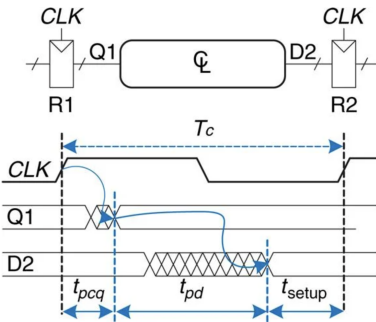 CLK CLK
Q1 CL D2
R1 R2
Tc
CLK
Q1
D2
tpcq tpd tsetup